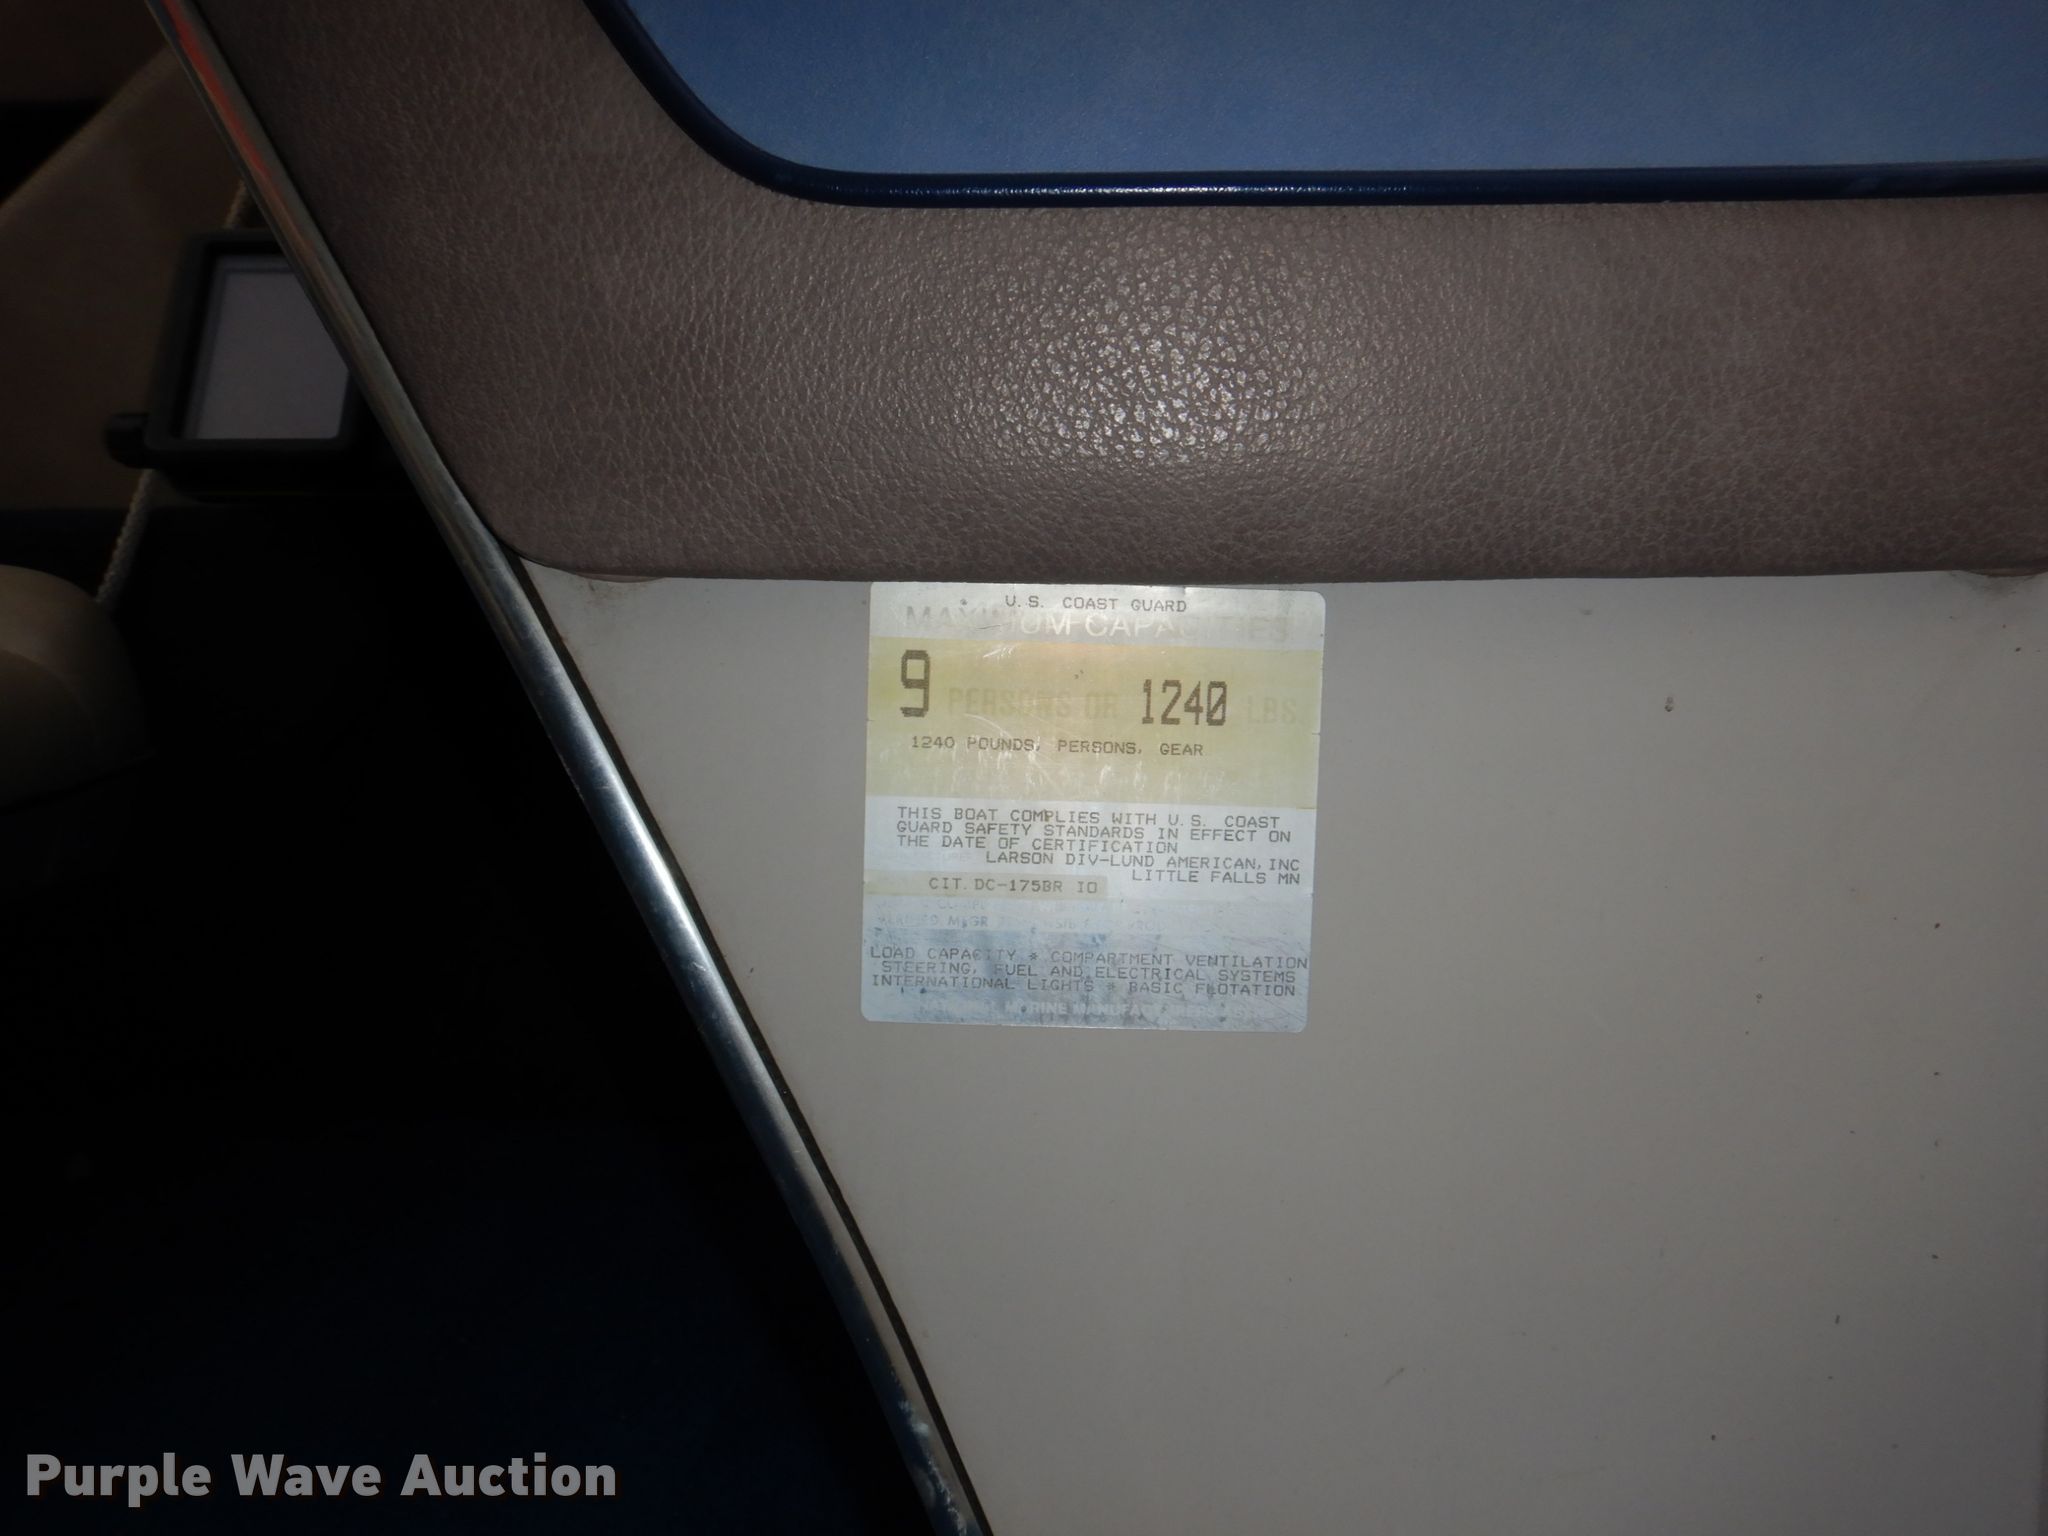 U.S. COAST GUARD
MAXIMUM CAPACITIES
9 PERSONS OR 1240 LBS
1240 POUNDS, PERSONS, GEAR
THIS BOAT COMPLIES WITH U.S. COAST
GUARD SAFETY STANDARDS IN EFFECT ON
THE DATE OF CERTIFICATION
LARSON DIV-LUND AMERICAN, INC
LITTLE FALLS MN
CIT. DC-175BR IO
LOAD CAPACITY * COMPARTMENT VENTILATION
STEERING, FUEL AND ELECTRICAL SYSTEMS
INTERNATIONAL LIGHTS * BASIC FLOTATION
Purple Wave Auction